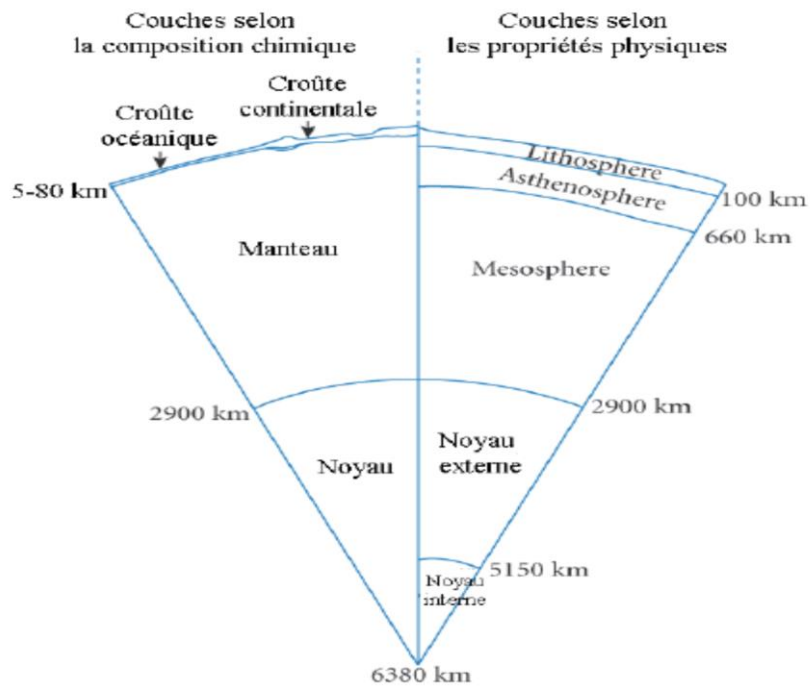 Couches selon
la composition chimique
Couches selon
les propriétés physiques
Croûte
océanique
Croûte
continentale
5-80 km
Lithosphere
Asthenosphere
100 km
660 km
Manteau
Mesosphere
2900 km
2900 km
Noyau
Noyau
externe
5150 km
Noyau
interne
6380 km